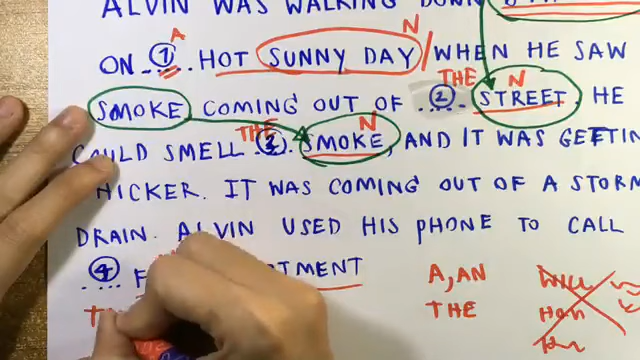 ALVIN WAS WALKING DOWN
A N
ON ..①.. HOT SUNNY DAY / WHEN HE SAW
THE N
SMOKE COMING OUT OF ..②.. STREET. HE
THE N
COULD SMELL ..③.. SMOKE, AND IT WAS GETTIN
HICKER. IT WAS COMING OUT OF A STORM
DRAIN. ALVIN USED HIS PHONE TO CALL
④ A, AN
THE